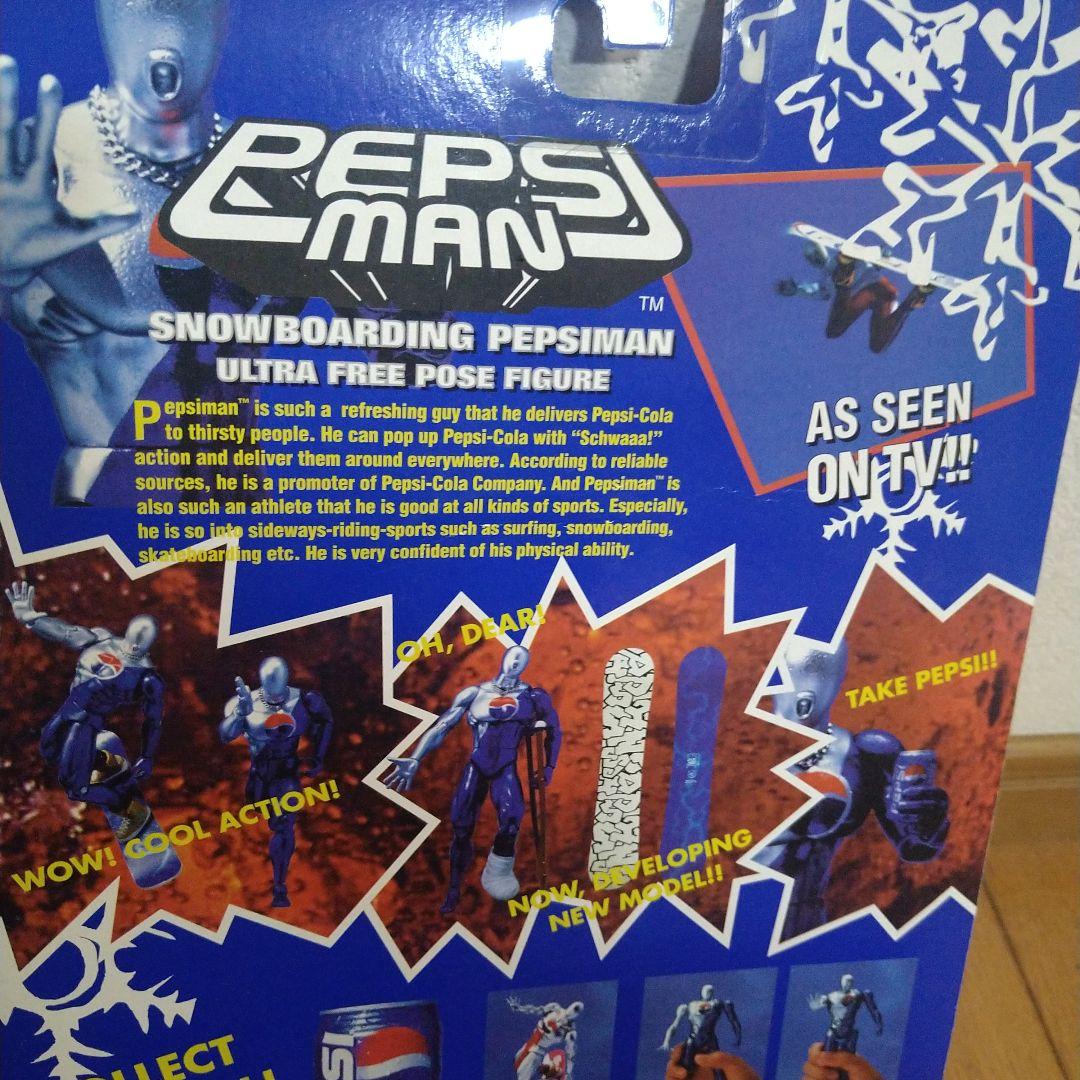 PEPSI
MAN
TM
SNOWBOARDING PEPSIMAN
ULTRA FREE POSE FIGURE
Pepsiman™ is such a refreshing guy that he delivers Pepsi-Cola
to thirsty people. He can pop up Pepsi-Cola with “Schwaaa!”
action and deliver them around everywhere. According to reliable
sources, he is a promoter of Pepsi-Cola Company. And Pepsiman™ is
also such an athlete that he is good at all kinds of sports. Especially,
he is so into sideways-riding-sports such as surfing, snowboarding,
skateboarding etc. He is very confident of his physical ability.
AS SEEN
ON TV!!
WOW! COOL ACTION!
OH, DEAR!
NOW, DEVELOPING
NEW MODEL!!
TAKE PEPSI!!